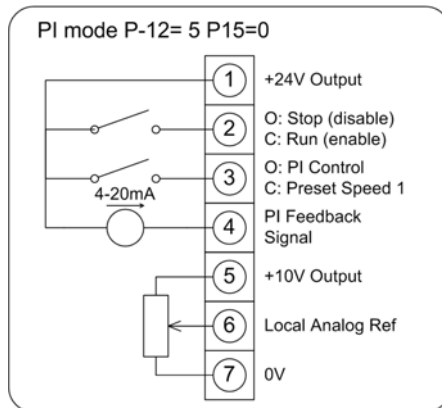 PI mode P-12= 5 P15=0
1 +24V Output
2 O: Stop (disable)
C: Run (enable)
3 O: PI Control
C: Preset Speed 1
4-20mA
4 PI Feedback
Signal
5 +10V Output
6 Local Analog Ref
7 0V